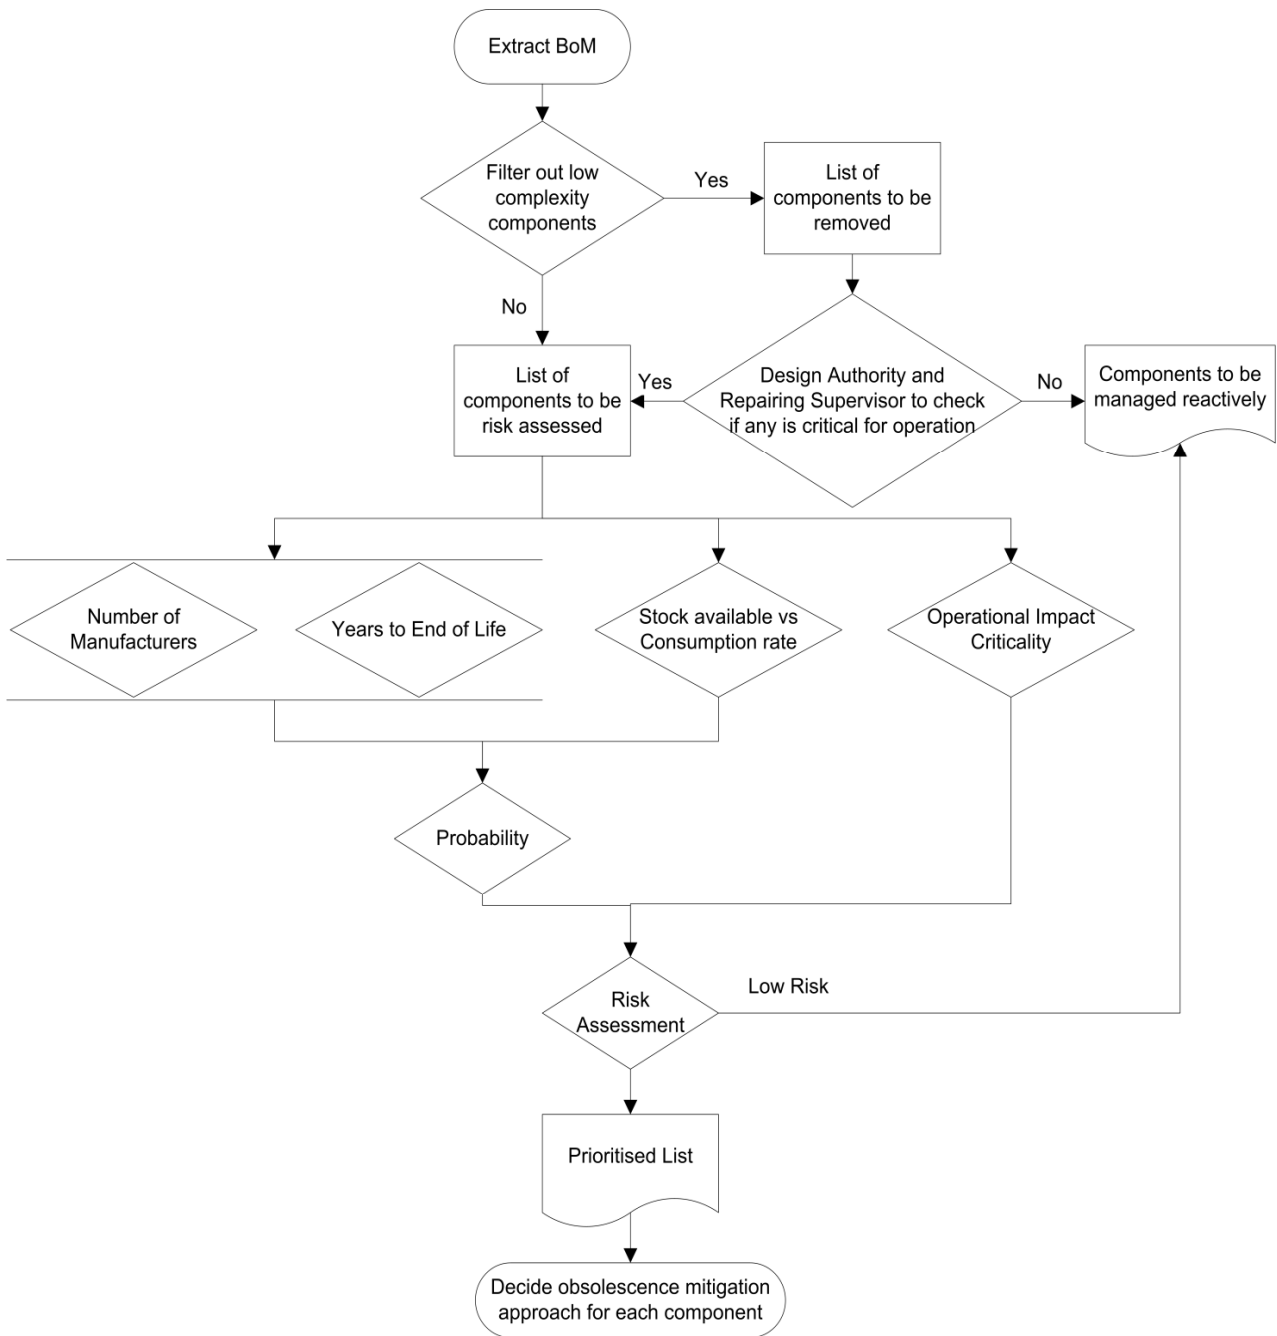 Extract BoM
Filter out low
complexity
components
Yes
List of
components to be
removed
No
List of
components to be
risk assessed
Yes
Design Authority and
Repairing Supervisor to check
if any is critical for operation
No
Components to be
managed reactively
Number of
Manufacturers
Years to End of Life
Stock available vs
Consumption rate
Operational Impact
Criticality
Probability
Risk
Assessment
Low Risk
Prioritised List
Decide obsolescence mitigation
approach for each component